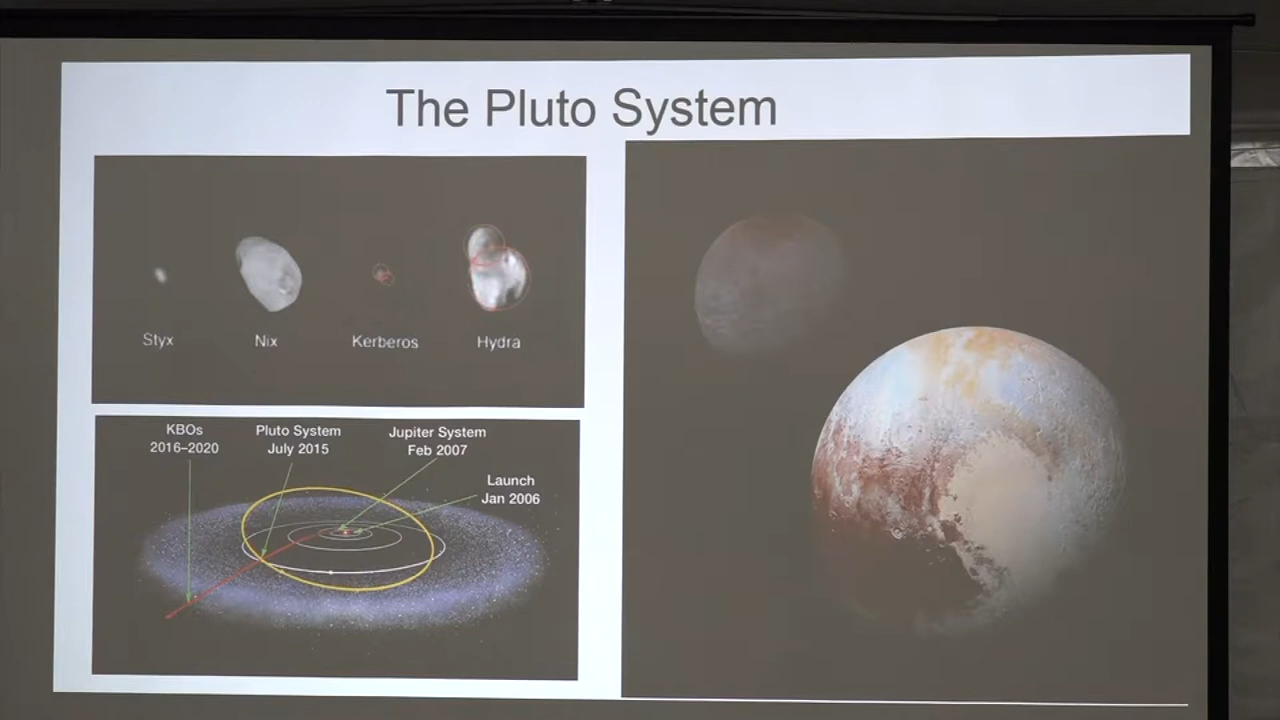 The Pluto System
Styx
Nix
Kerberos
Hydra
KBOs
2016–2020
Pluto System
July 2015
Jupiter System
Feb 2007
Launch
Jan 2006